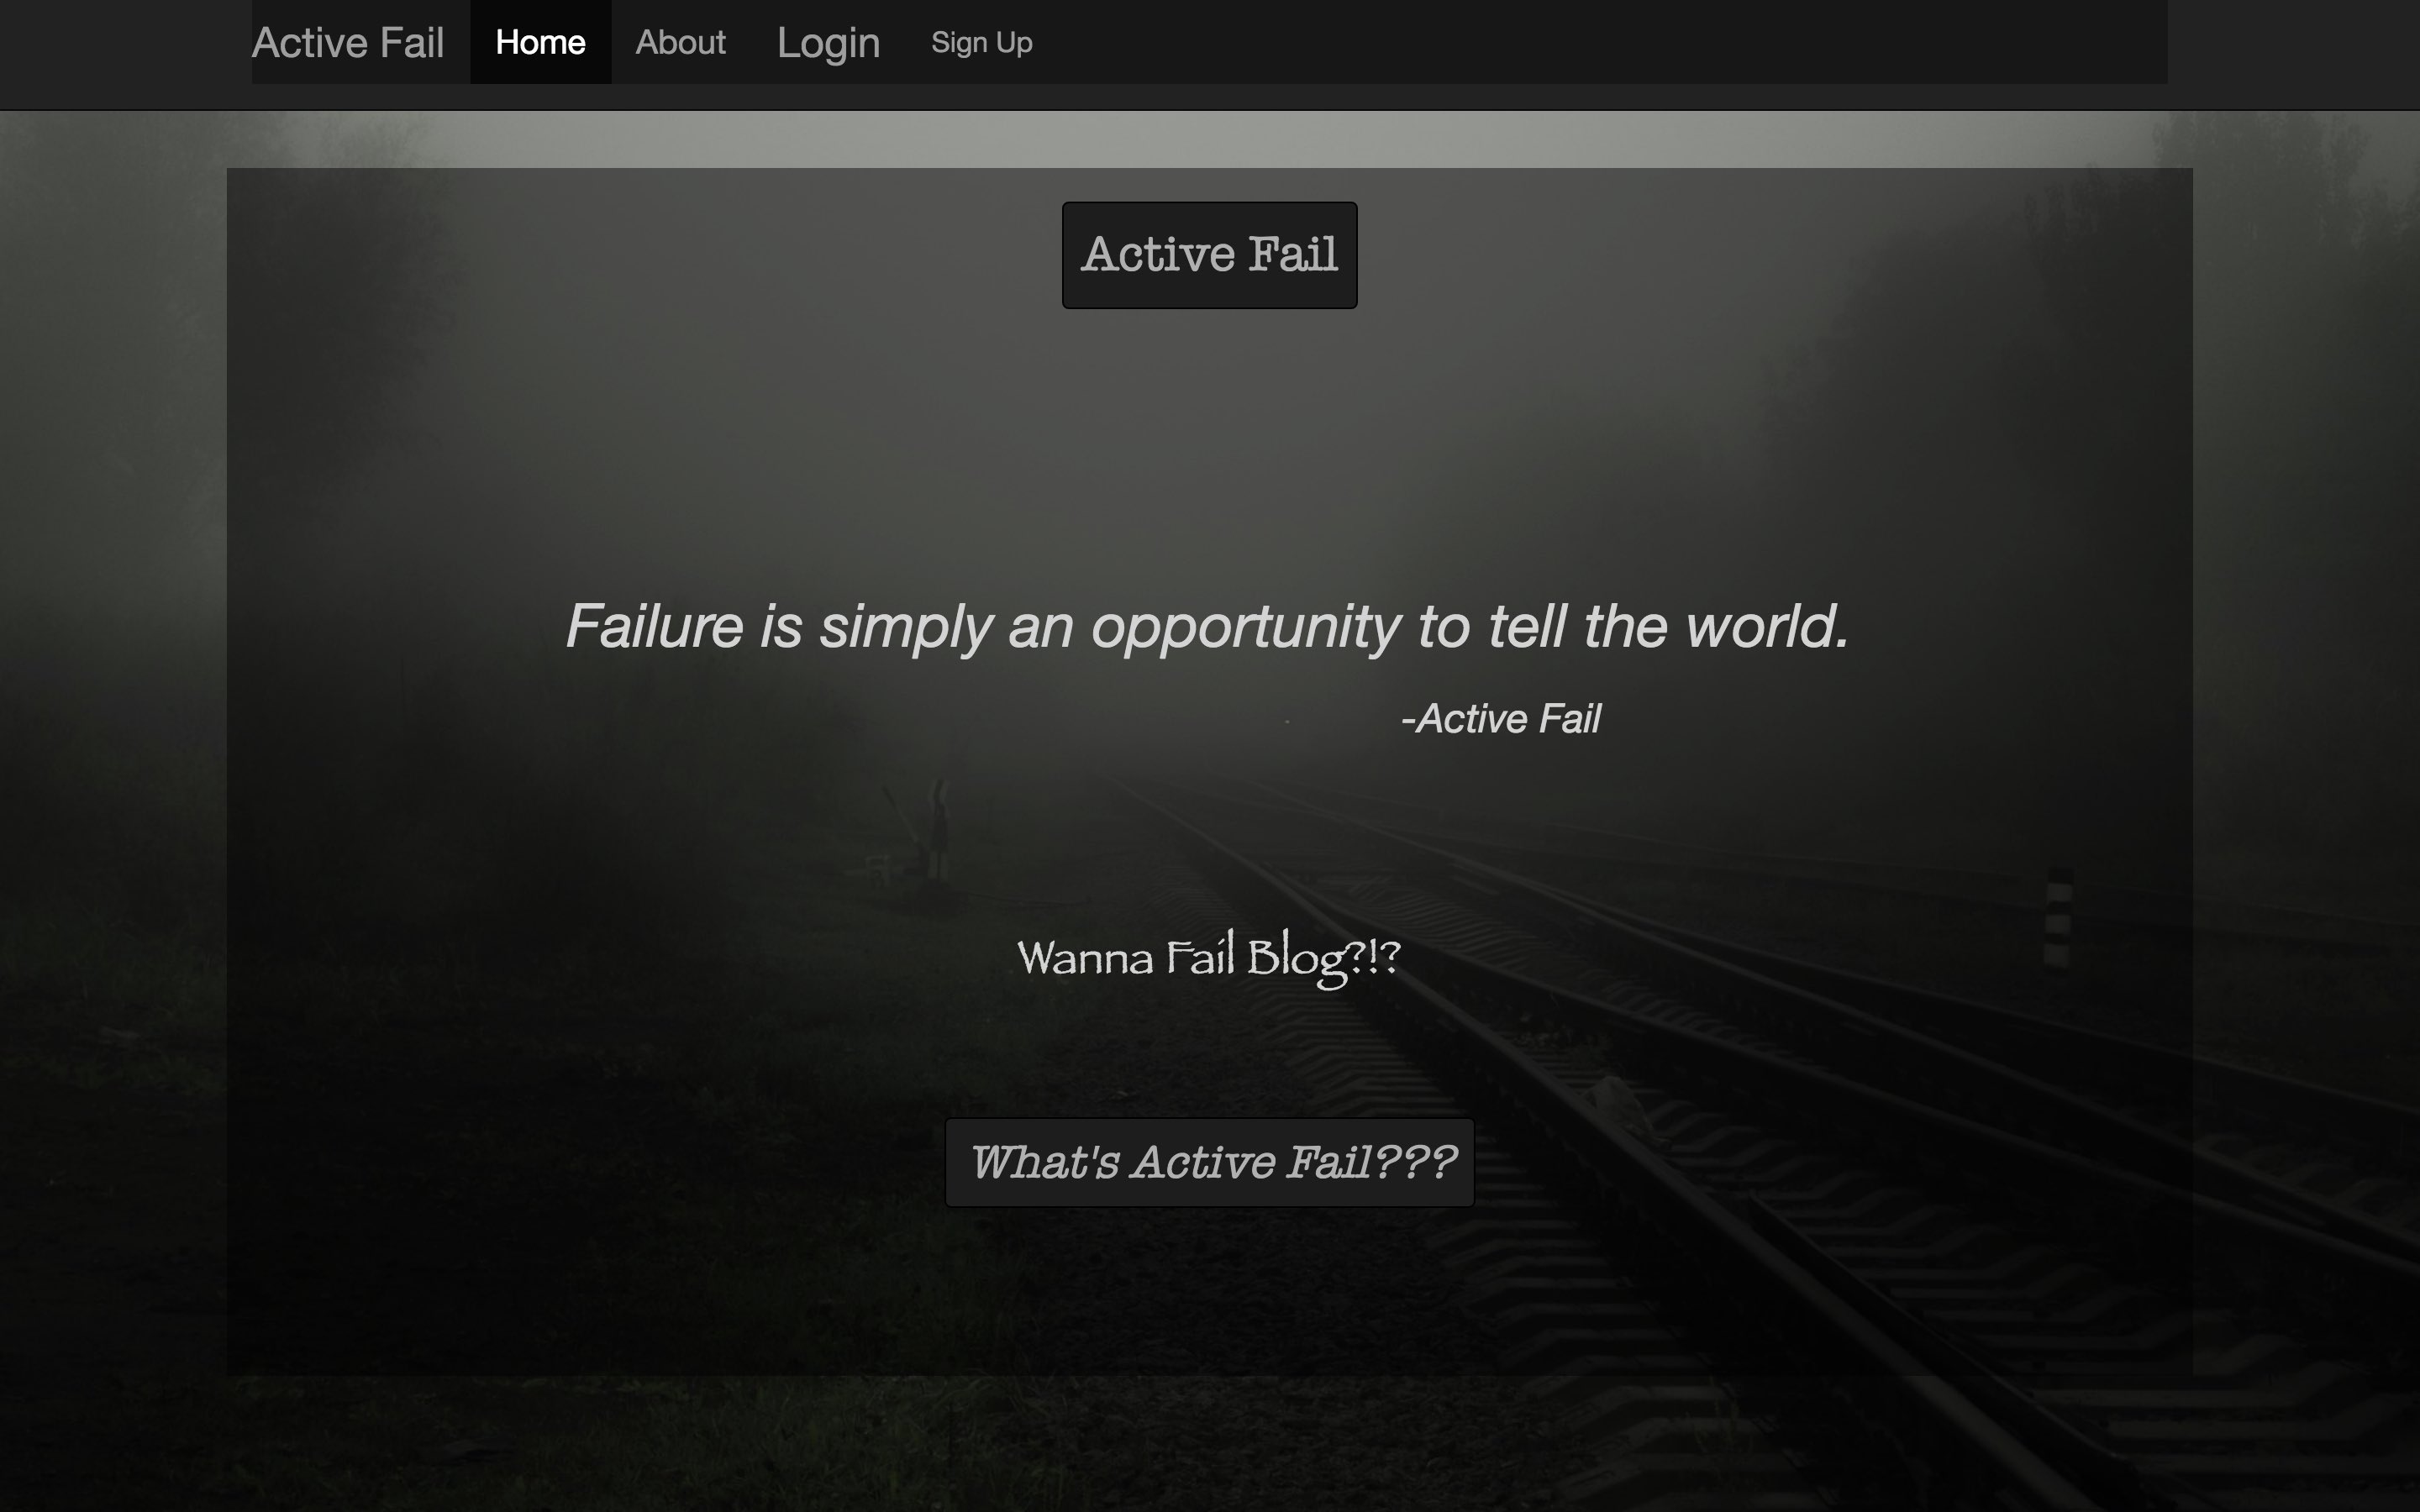 Active Fail Home About Login Sign Up
Active Fail
Failure is simply an opportunity to tell the world.
-Active Fail
Wanna Fail Blog?!?
What's Active Fail???